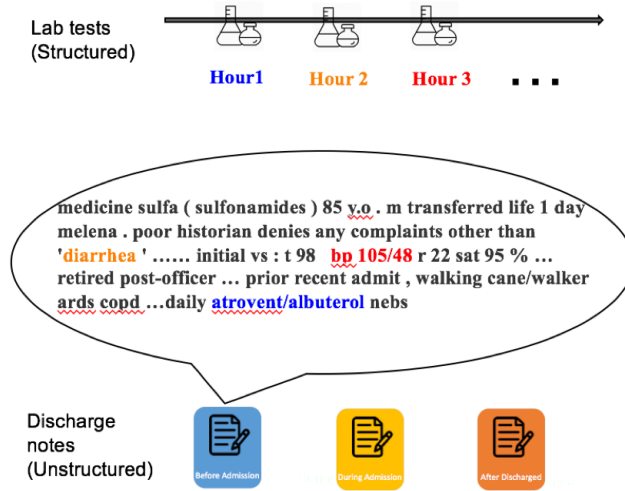 Lab tests
(Structured)
Hour1 Hour 2 Hour 3 ...
medicine sulfa ( sulfonamides ) 85 y.o . m transferred life 1 day
melena . poor historian denies any complaints other than
'diarrhea ' ...... initial vs : t 98 bp 105/48 r 22 sat 95 % ...
retired post-officer ... prior recent admit , walking cane/walker
ards copd ...daily atrovent/albuterol nebs
Discharge
notes
(Unstructured)
Before Admission During Admission After Discharged